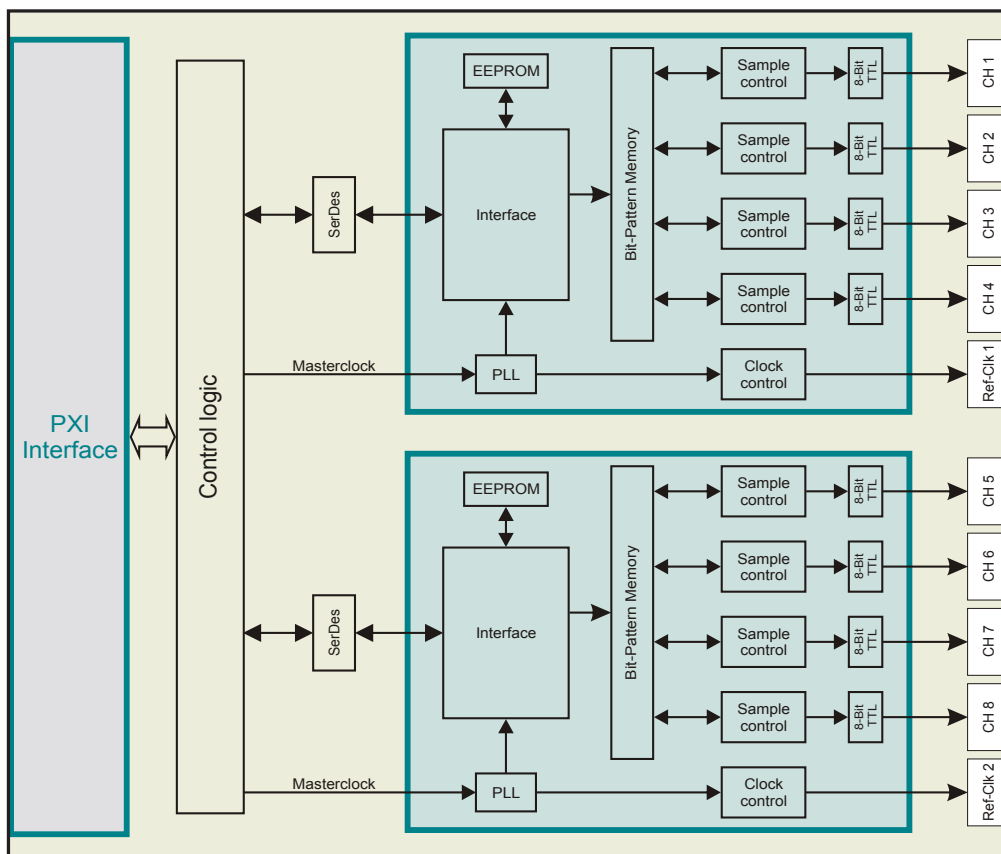 PXI
Interface
Control logic
SerDes
Masterclock
EEPROM
Interface
PLL
Bit-Pattern Memory
Sample
control
8-Bit
TTL
CH 1
Sample
control
8-Bit
TTL
CH 2
Sample
control
8-Bit
TTL
CH 3
Sample
control
8-Bit
TTL
CH 4
Clock
control
Ref-Clk 1
SerDes
Masterclock
EEPROM
Interface
PLL
Bit-Pattern Memory
Sample
control
8-Bit
TTL
CH 5
Sample
control
8-Bit
TTL
CH 6
Sample
control
8-Bit
TTL
CH 7
Sample
control
8-Bit
TTL
CH 8
Clock
control
Ref-Clk 2